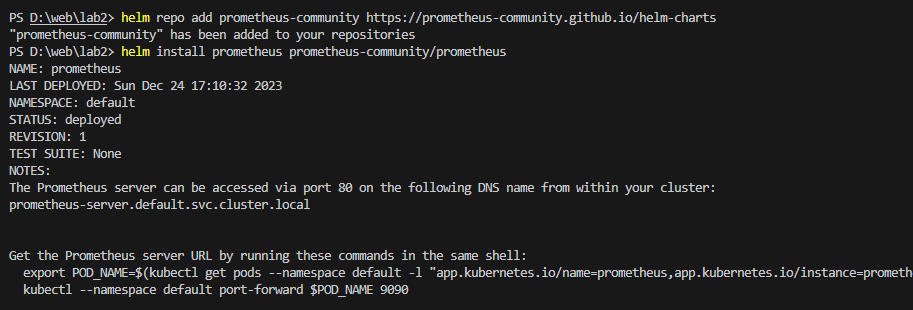 PS D:\web\lab2> helm repo add prometheus-community https://prometheus-community.github.io/helm-charts
"prometheus-community" has been added to your repositories
PS D:\web\lab2> helm install prometheus prometheus-community/prometheus
NAME: prometheus
LAST DEPLOYED: Sun Dec 24 17:10:32 2023
NAMESPACE: default
STATUS: deployed
REVISION: 1
TEST SUITE: None
NOTES:
The Prometheus server can be accessed via port 80 on the following DNS name from within your cluster:
prometheus-server.default.svc.cluster.local
Get the Prometheus server URL by running these commands in the same shell:
  export POD_NAME=$(kubectl get pods --namespace default -l "app.kubernetes.io/name=prometheus,app.kubernetes.io/instance=prometh
  kubectl --namespace default port-forward $POD_NAME 9090